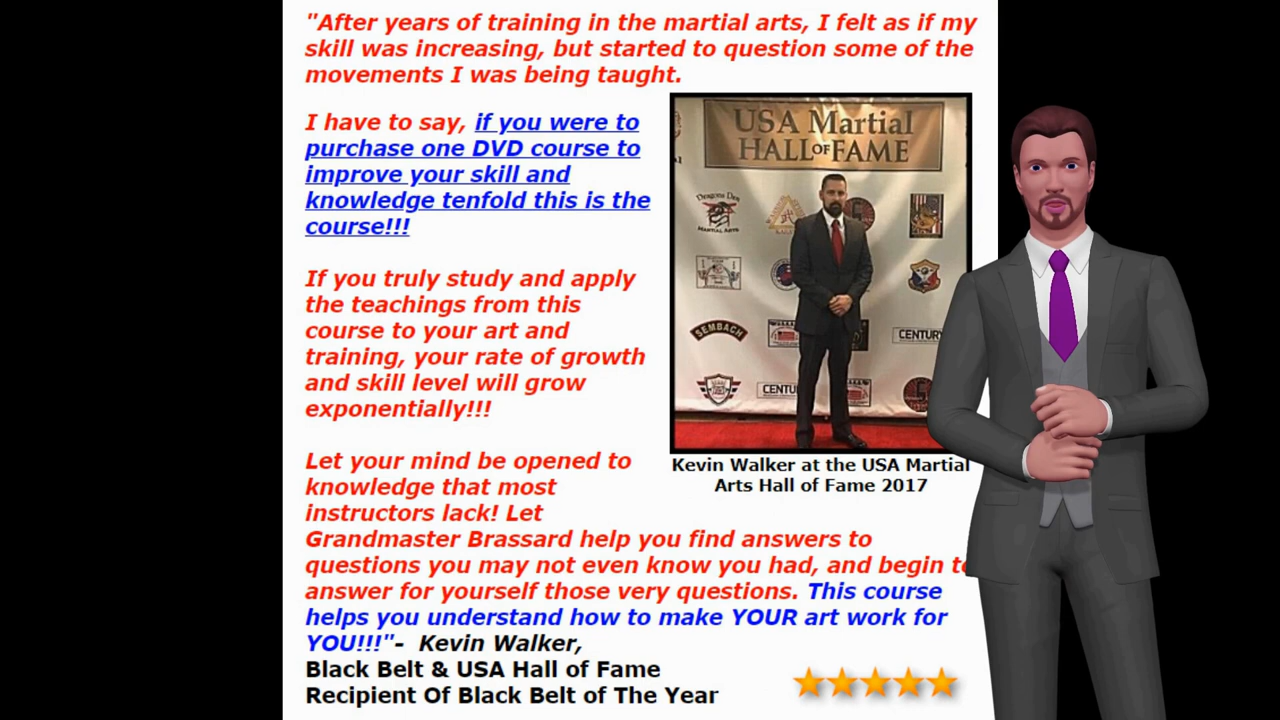 "After years of training in the martial arts, I felt as if my
skill was increasing, but started to question some of the
movements I was being taught.
I have to say, if you were to
purchase one DVD course to
improve your skill and
knowledge tenfold this is the
course!!!
If you truly study and apply
the teachings from this
course to your art and
training, your rate of growth
and skill level will grow
exponentially!!!
Let your mind be opened to
knowledge that most
instructors lack! Let
Grandmaster Brassard help you find answers to
questions you may not even know you had, and begin to
answer for yourself those very questions. This course
helps you understand how to make YOUR art work for
YOU!!!"- Kevin Walker,
Black Belt & USA Hall of Fame
Recipient Of Black Belt of The Year
USA Martial
HALL OF FAME
Dragons Den
MARTIAL ARTS
SEMBACH
CENTURY
CENTU
Kevin Walker at the USA Martial
Arts Hall of Fame 2017